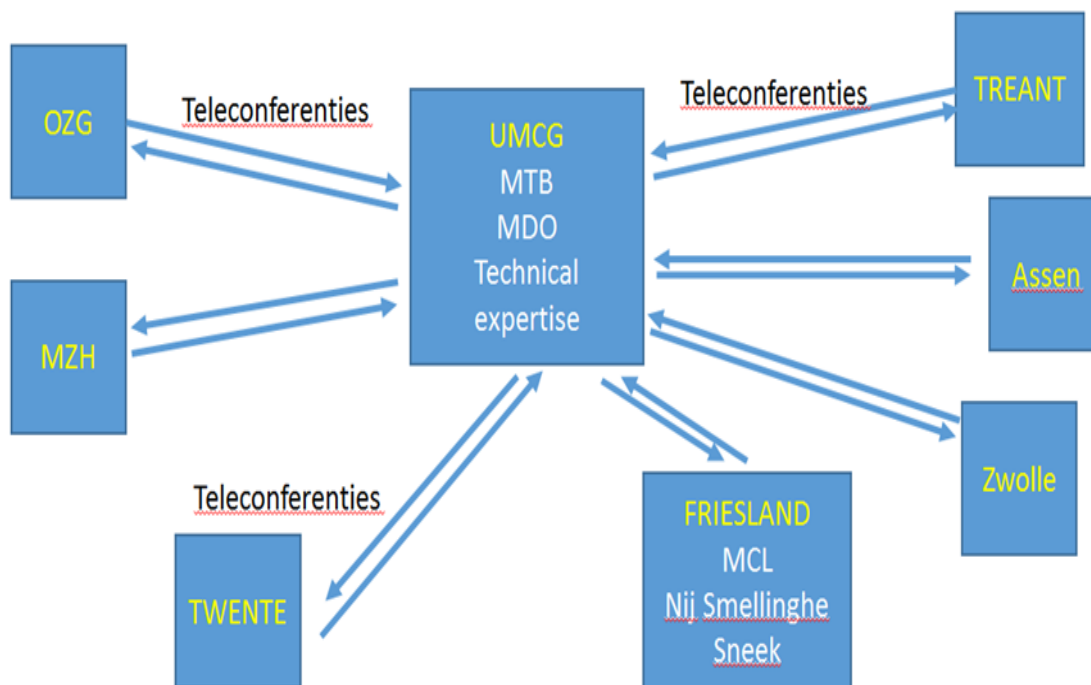 OZG
Teleconferenties
UMCG
MTB
MDO
Technical
expertise
Teleconferenties
TREANT
Assen
MZH
Zwolle
Teleconferenties
TWENTE
FRIESLAND
MCL
Nij Smellinghe
Sneek